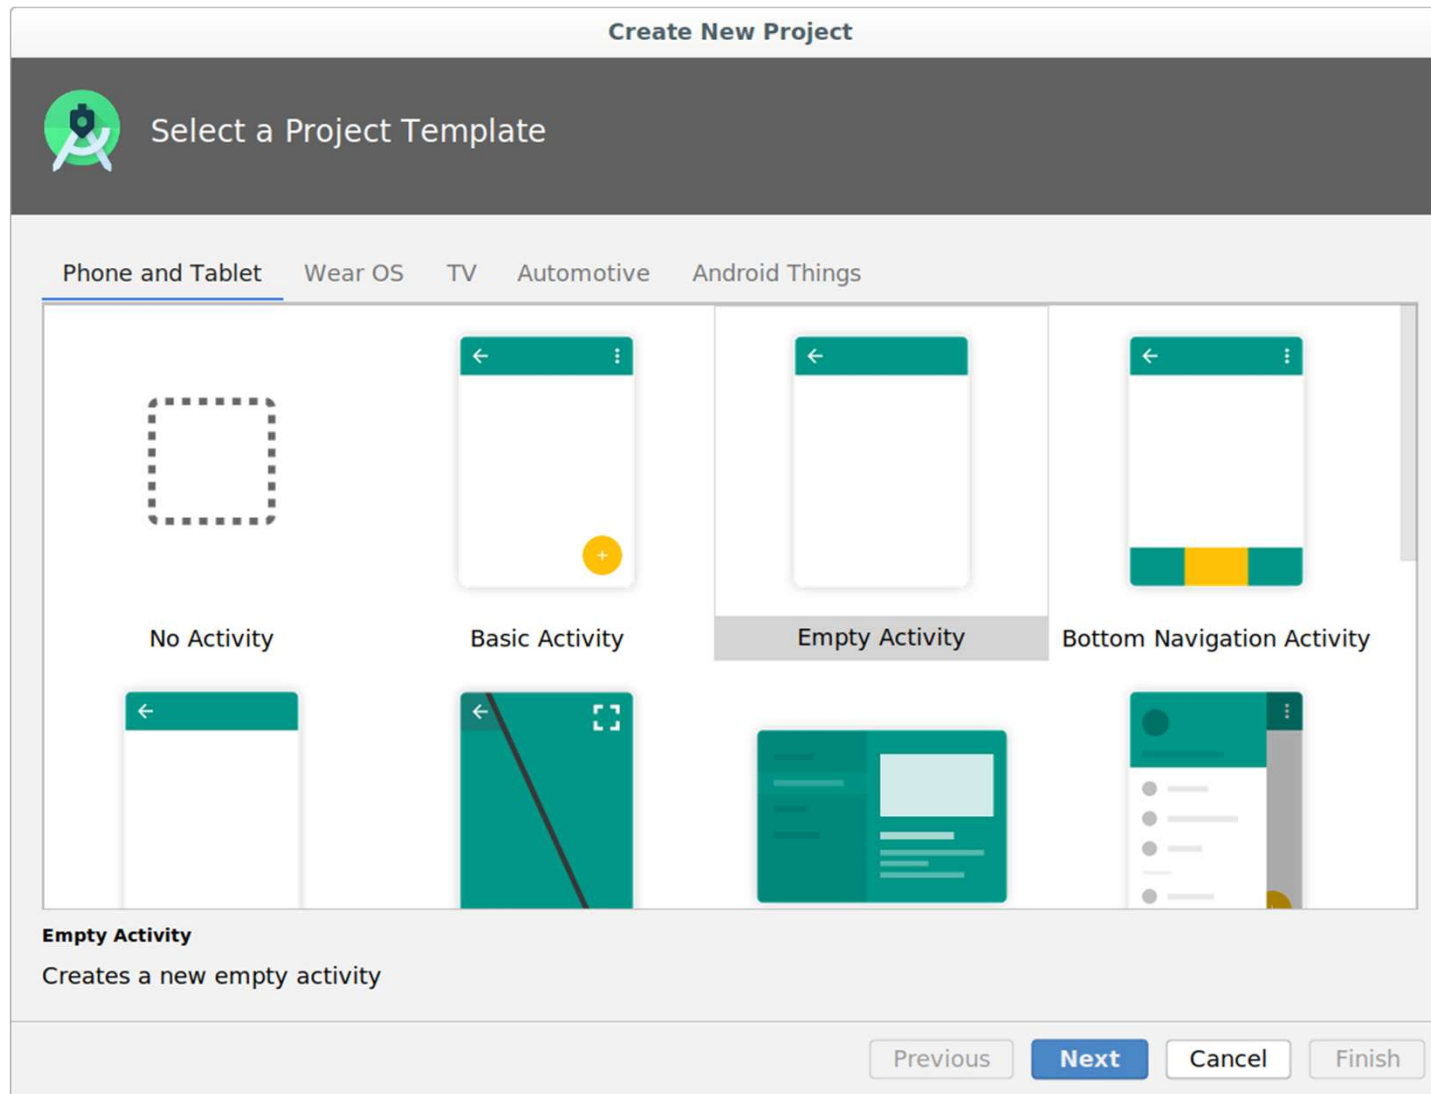 Create New Project
Select a Project Template
Phone and Tablet Wear OS TV Automotive Android Things
No Activity Basic Activity Empty Activity Bottom Navigation Activity
Empty Activity
Creates a new empty activity
Previous Next Cancel Finish